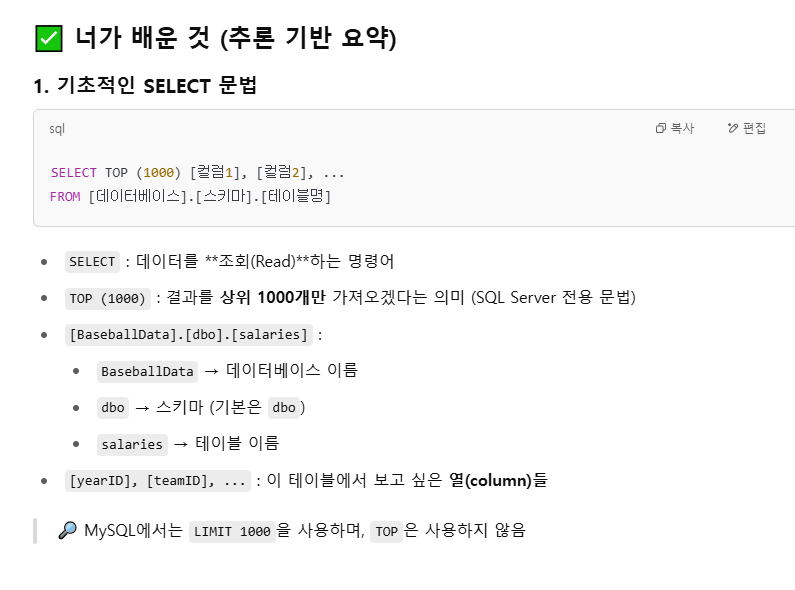 ✅ 너가 배운 것 (추론 기반 요약)
1. 기초적인 SELECT 문법
sql
복사
편집
SELECT TOP (1000) [컬럼1], [컬럼2], ...
FROM [데이터베이스].[스키마].[테이블명]
• SELECT : 데이터를 **조회(Read)**하는 명령어
• TOP (1000) : 결과를 상위 1000개만 가져오겠다는 의미 (SQL Server 전용 문법)
• [BaseballData].[dbo].[salaries] :
• BaseballData → 데이터베이스 이름
• dbo → 스키마 (기본은 dbo)
• salaries → 테이블 이름
• [yearID], [teamID], ... : 이 테이블에서 보고 싶은 열(column)들
🔎 MySQL에서는 LIMIT 1000을 사용하며, TOP은 사용하지 않음